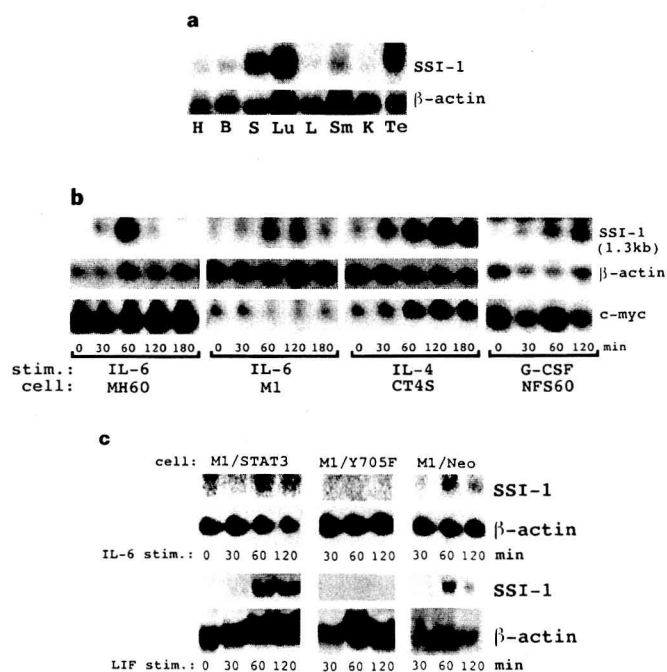 a
SSI-1
β-actin
H B S Lu L Sm K Te
b
SSI-1
(1.3kb)
β-actin
c-myc
0 30 60 120 180 0 30 60 120 180 0 30 60 120 180 0 30 60 120 min
stim.: IL-6 IL-6 IL-4 G-CSF
cell: MH60 M1 CT4S NFS60
c
cell: M1/STAT3 M1/Y705F M1/Neo
SSI-1
β-actin
IL-6 stim.: 0 30 60 120 30 60 120 30 60 120 min
SSI-1
β-actin
LIF stim.: 0 30 60 120 30 60 120 30 60 120 min